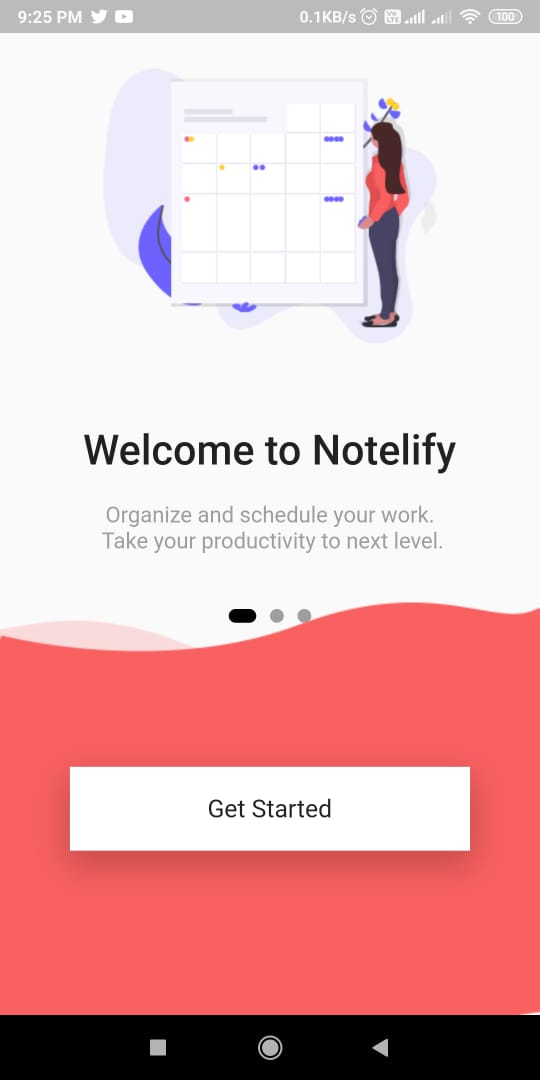 9:25 PM 0.1KB/s 100
Welcome to Notelify
Organize and schedule your work.
Take your productivity to next level.
Get Started